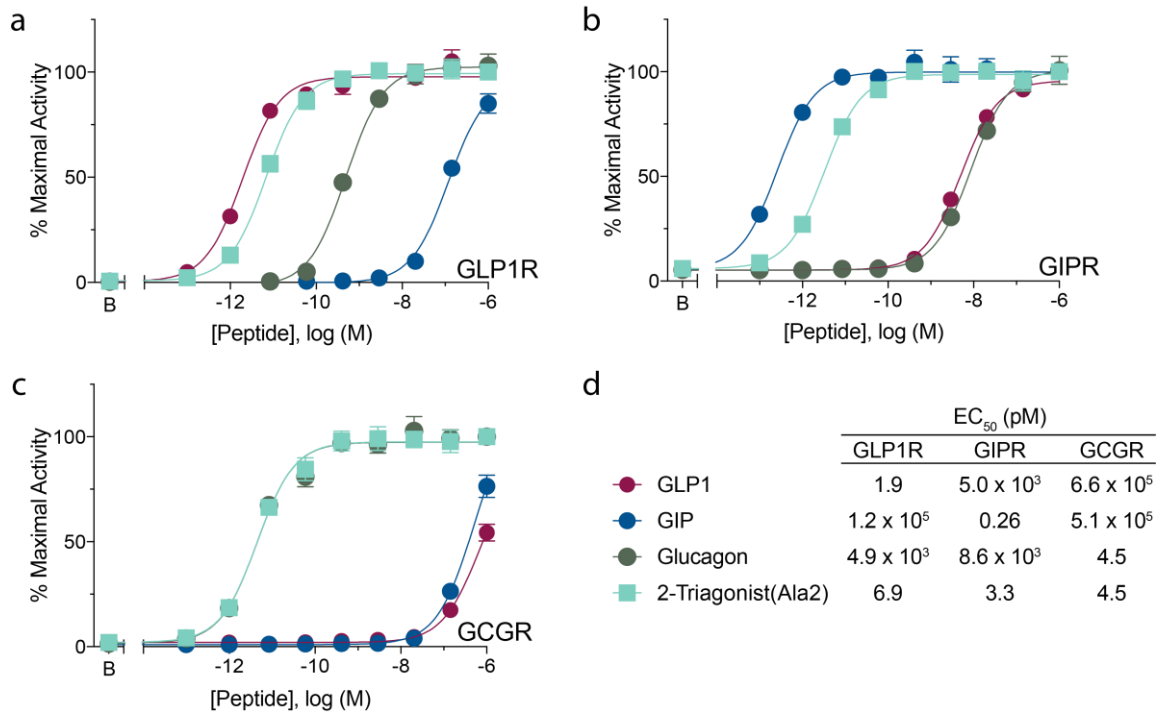 a
% Maximal Activity
100
50
0
B
-12
-10
-8
-6
GLP1R
[Peptide], log (M)
b
% Maximal Activity
100
50
0
B
-12
-10
-8
-6
GIPR
[Peptide], log (M)
c
% Maximal Activity
100
50
0
B
-12
-10
-8
-6
GCGR
[Peptide], log (M)
d
EC50 (pM)
GLP1R GIPR GCGR
GLP1 1.9 5.0 x 10³ 6.6 x 10⁵
GIP 1.2 x 10⁵ 0.26 5.1 x 10⁵
Glucagon 4.9 x 10³ 8.6 x 10³ 4.5
2-Triagonist(Ala2) 6.9 3.3 4.5